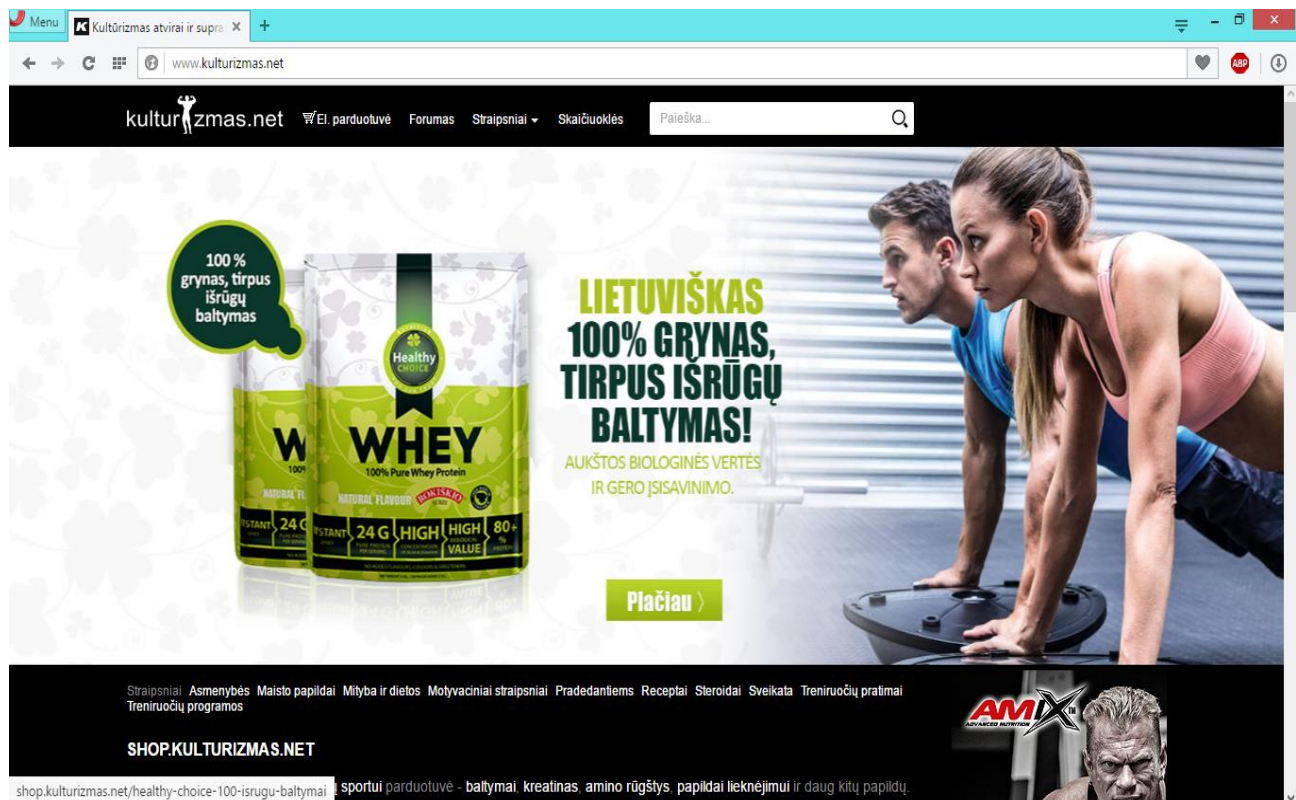 Menu
Kultūrizmas atvirai ir supra
www.kulturizmas.net
ABP
kulturizmas.net
El. parduotuvė Forumas Straipsniai Skaičiuoklės
Paieška...
100 %
grynas, tirpus
išrūgų
baltymas
Healthy
CHOICE
WHEY
100% Pure Whey Protein
NATURAL FLAVOUR ROKIŠKIO
INSTANT 24 G HIGH HIGH 80+
VALUE
LIETUVIŠKAS
100% GRYNAS,
TIRPUS IŠRŪGŲ
BALTYMAS!
AUKŠTOS BIOLOGINĖS VERTĖS
IR GERO ĮSISAVINIMO.
Plačiau
Straipsniai Asmenybės Maisto papildai Mityba ir dietos Motyvaciniai straipsniai Pradedantiems Receptai Steroidai Sveikata Treniruočių pratimai
Treniruočių programos
AMIX™
ADVANCED NUTRITION
SHOP.KULTURIZMAS.NET
sportui parduotuvė - baltymai, kreatinas, amino rūgštys, papildai lieknėjimui ir daug kitų papildų.
shop.kulturizmas.net/healthy-choice-100-isrugu-baltymai